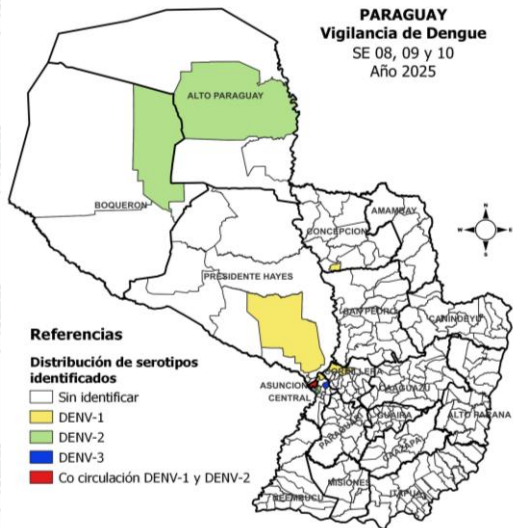 PARAGUAY
Vigilancia de Dengue
SE 08, 09 y 10
Año 2025
ALTO PARAGUAY
BOQUERON
AMAMBAY
CONCEPCION
N
W
E
S
PRESIDENTE HAYES
SAN PEDRO
CANINDEYU
CORDILLERA
ASUNCION
CENTRAL
CAAGUAZU
GUAIRA
ALTO PARANA
PARAGUARI
CAAZAPA
MISIONES
ITAPUA
ÑEEMBUCU
Referencias
Distribución de serotipos
identificados
Sin identificar
DENV-1
DENV-2
DENV-3
Co circulación DENV-1 y DENV-2